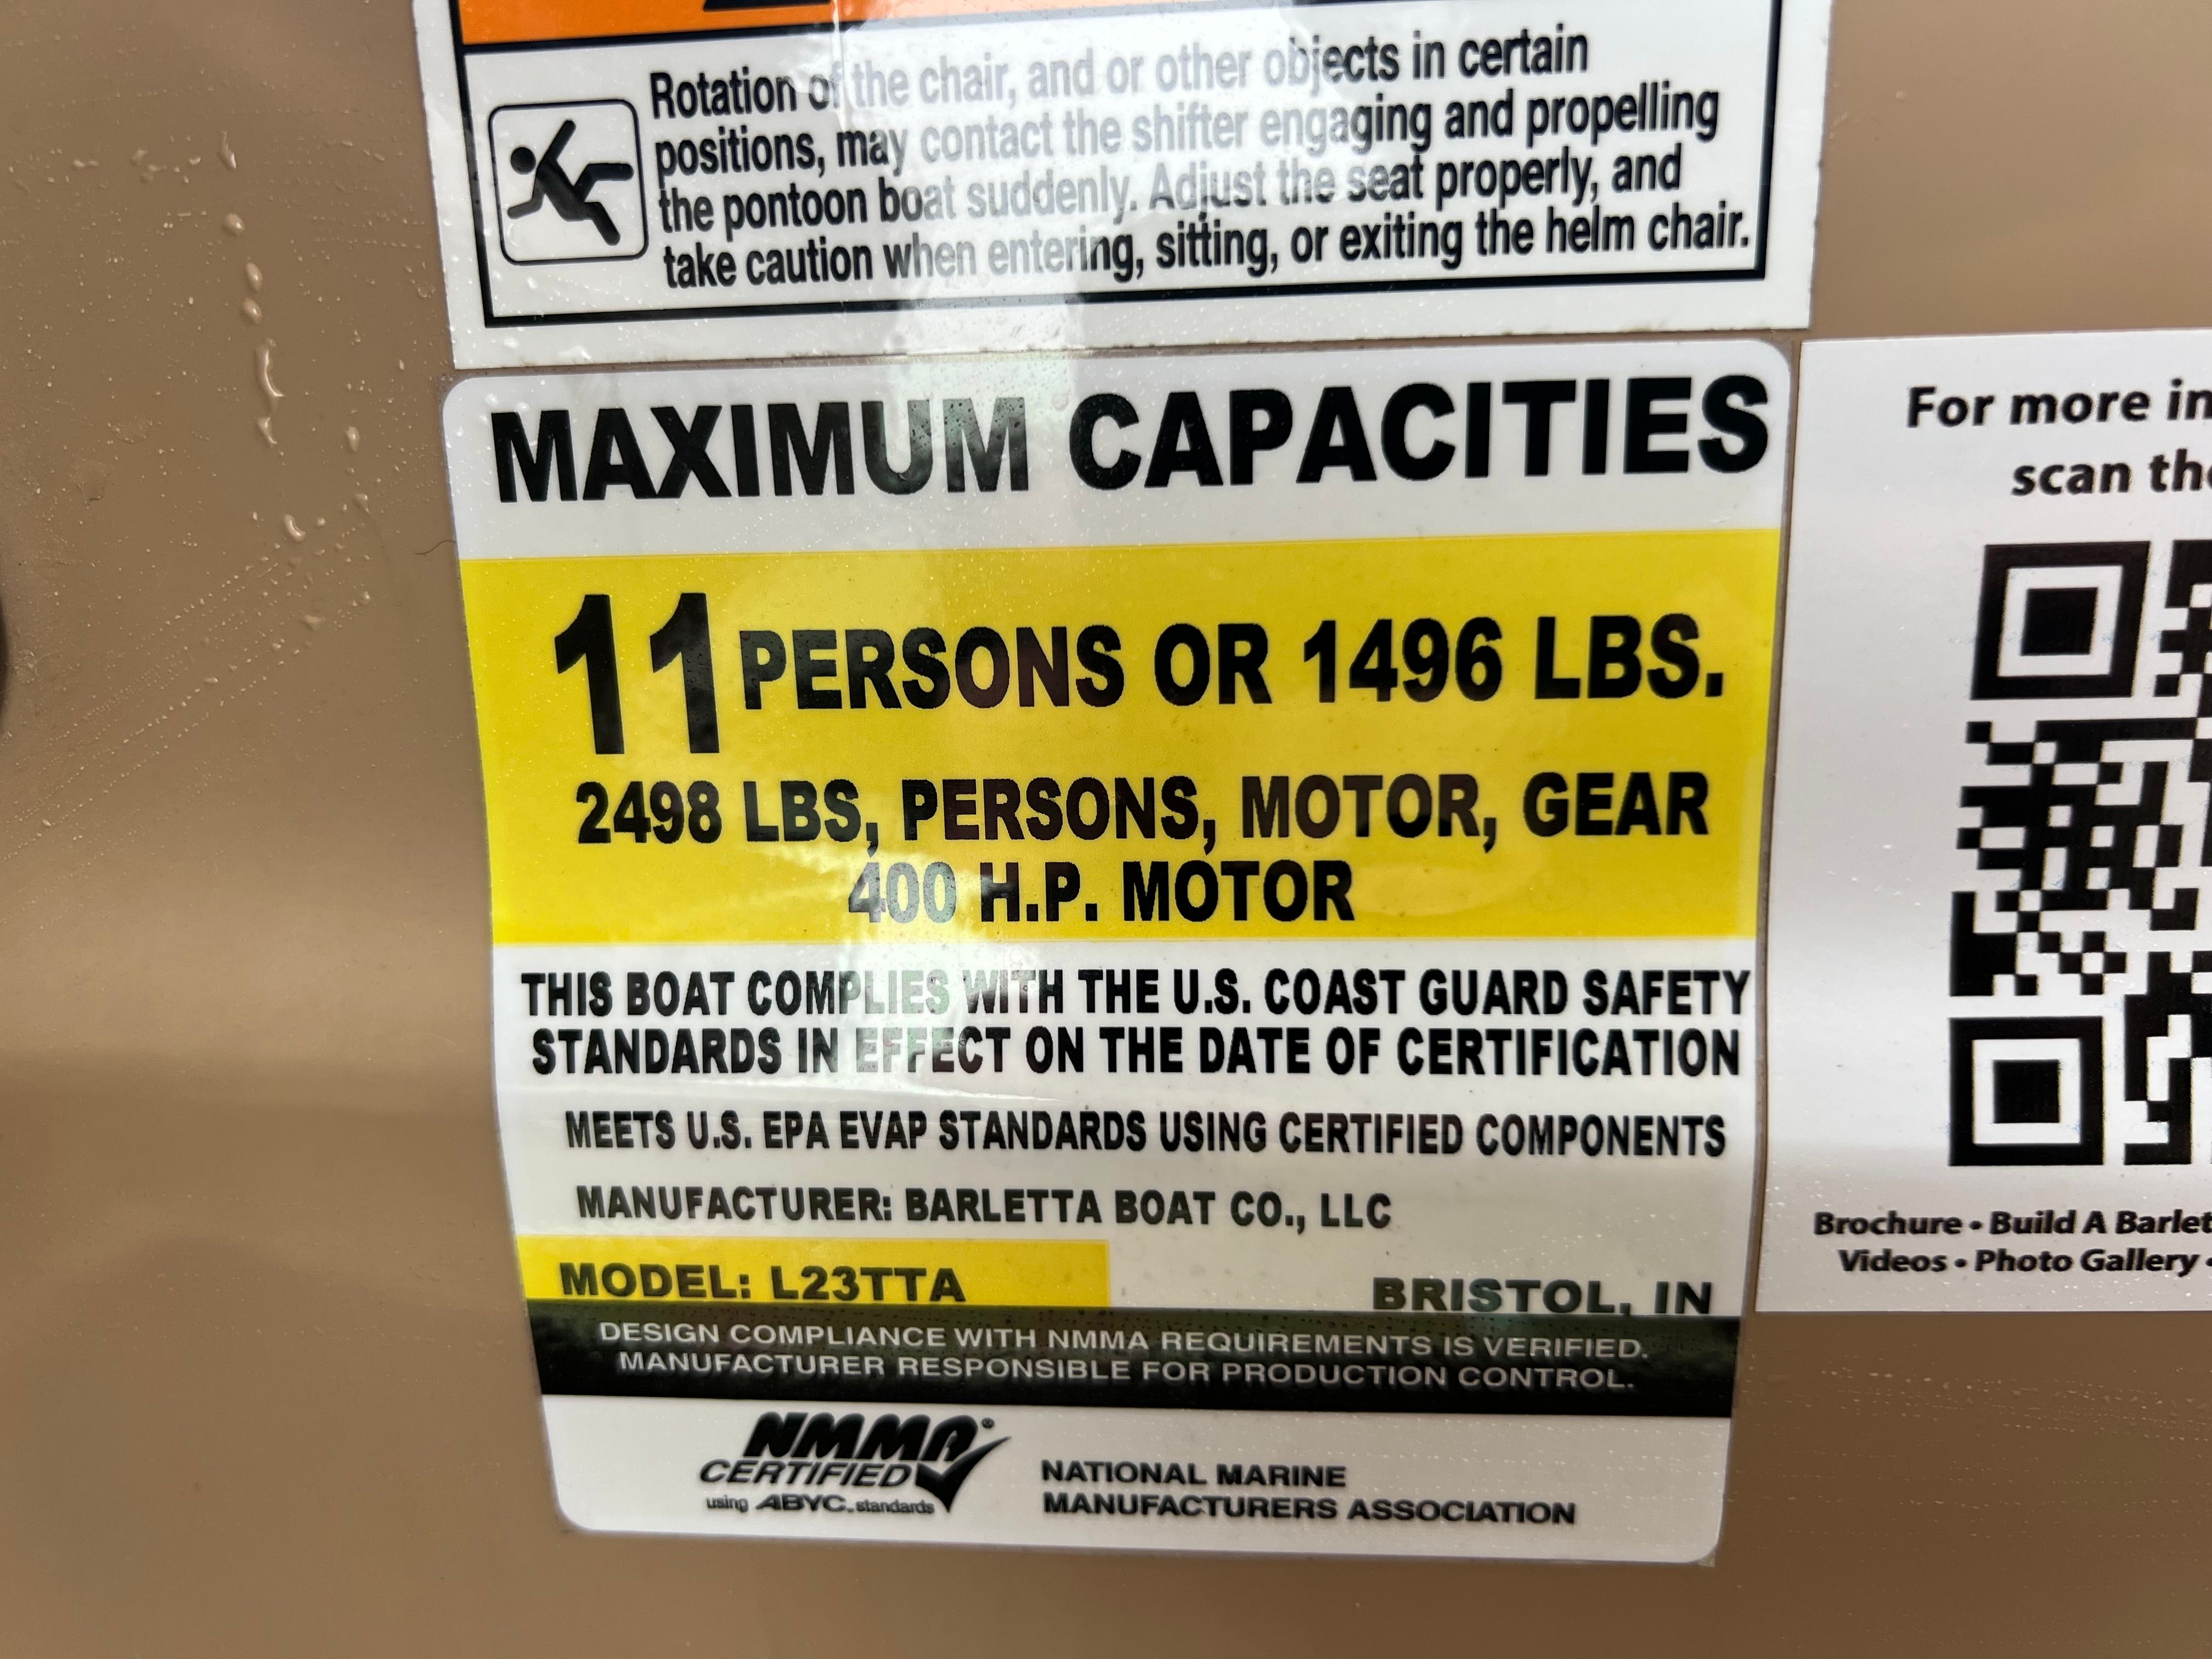 Rotation of the chair, and or other objects in certain
positions, may contact the shifter engaging and propelling
the pontoon boat suddenly. Adjust the seat properly, and
take caution when entering, sitting, or exiting the helm chair.
MAXIMUM CAPACITIES
11 PERSONS OR 1496 LBS.
2498 LBS, PERSONS, MOTOR, GEAR
400 H.P. MOTOR
THIS BOAT COMPLIES WITH THE U.S. COAST GUARD SAFETY
STANDARDS IN EFFECT ON THE DATE OF CERTIFICATION
MEETS U.S. EPA EVAP STANDARDS USING CERTIFIED COMPONENTS
MANUFACTURER: BARLETTA BOAT CO., LLC
MODEL: L23TTA
BRISTOL, IN
DESIGN COMPLIANCE WITH NMMA REQUIREMENTS IS VERIFIED.
MANUFACTURER RESPONSIBLE FOR PRODUCTION CONTROL.
NMMA®
CERTIFIED
using ABYC. standards
NATIONAL MARINE
MANUFACTURERS ASSOCIATION
For more
scan
Brochure • Build A
Videos • Photo Gallery •